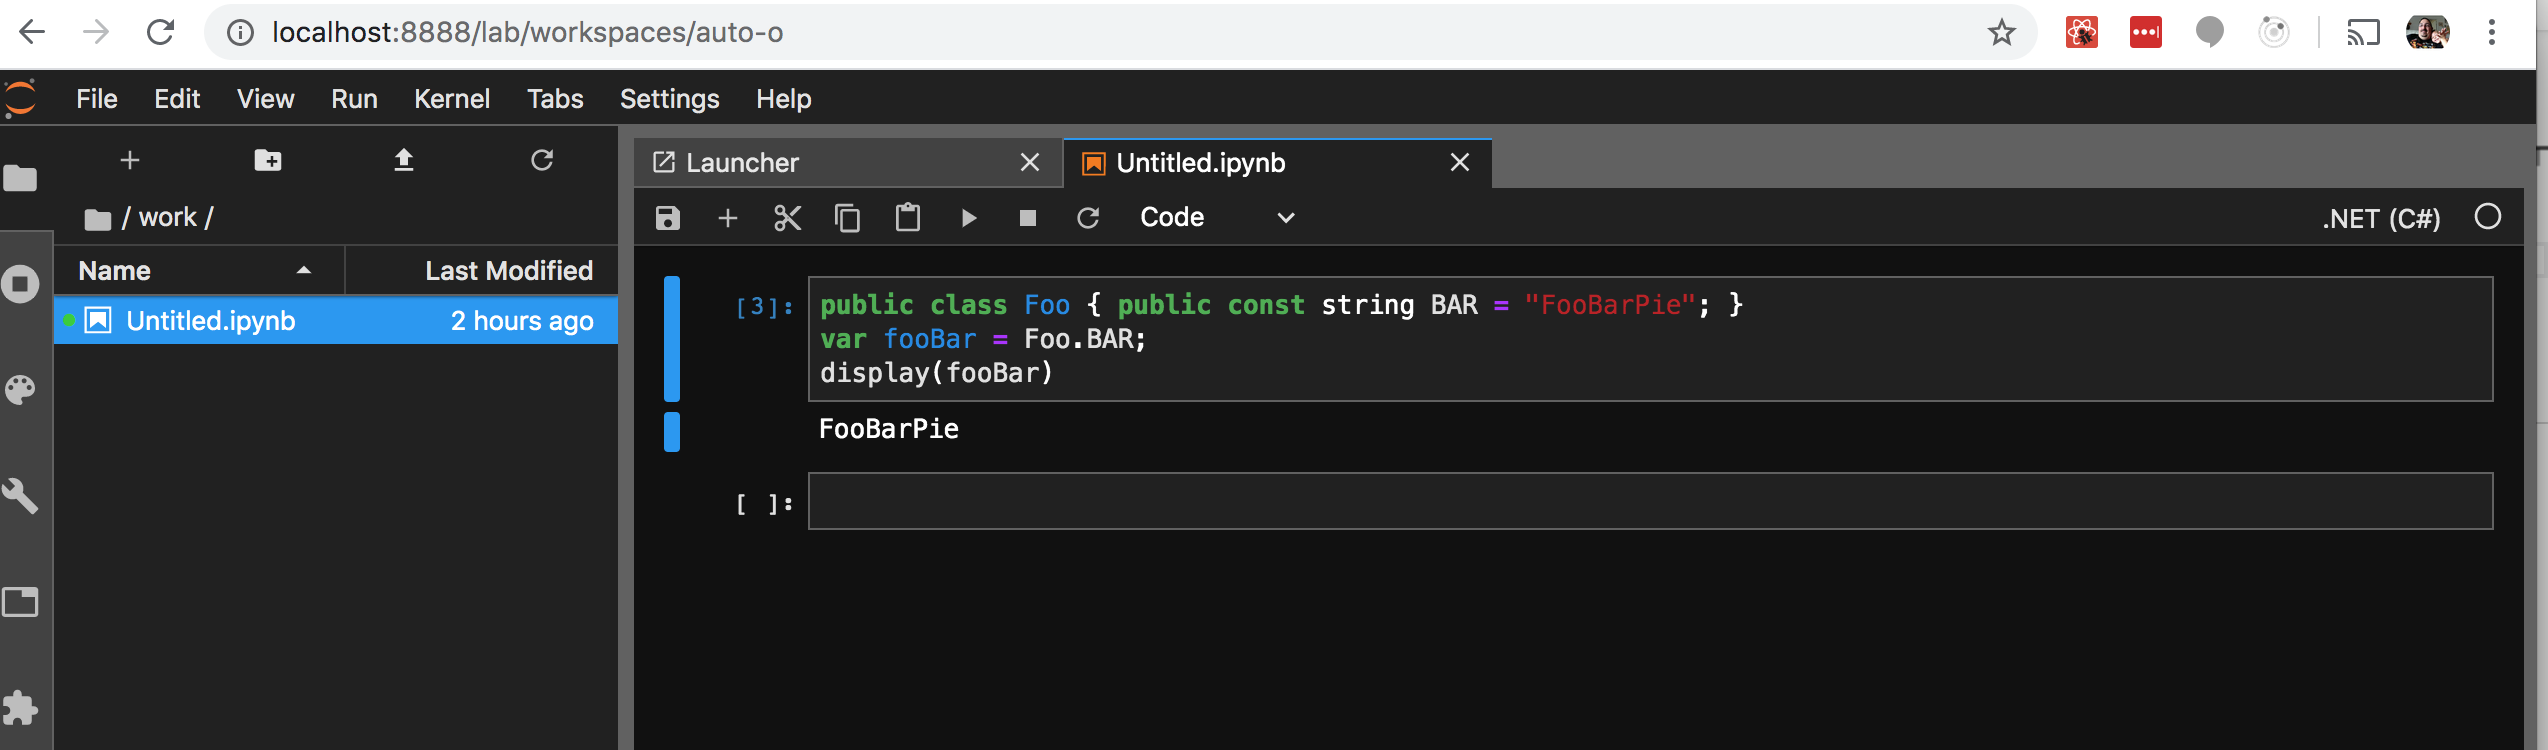 localhost:8888/lab/workspaces/auto-o
File Edit View Run Kernel Tabs Settings Help
/ work /
Name Last Modified
Untitled.ipynb 2 hours ago
Launcher Untitled.ipynb
Code .NET (C#)
[3]: public class Foo { public const string BAR = "FooBarPie"; }
var fooBar = Foo.BAR;
display(fooBar)
FooBarPie
[ ]: